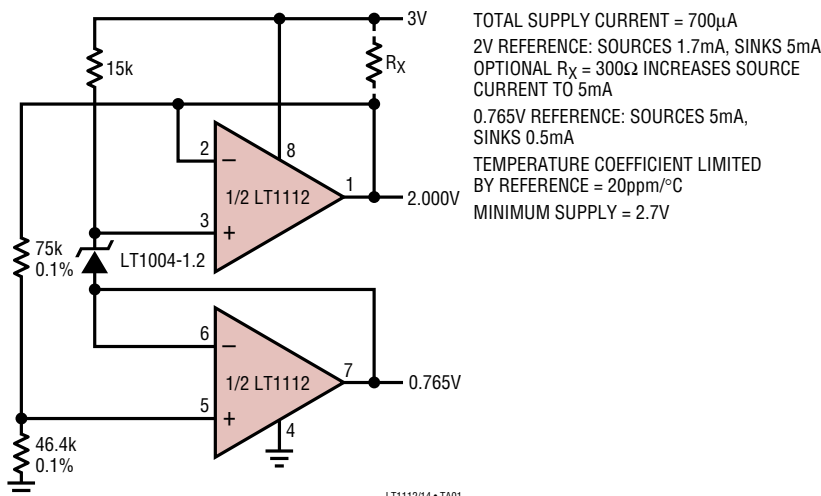 3V
15k
RX
2
−
8
1/2 LT1112
1
2.000V
3
+
75k
0.1%
LT1004-1.2
6
−
1/2 LT1112
7
0.765V
5
+
4
46.4k
0.1%
TOTAL SUPPLY CURRENT = 700µA
2V REFERENCE: SOURCES 1.7mA, SINKS 5mA
OPTIONAL RX = 300Ω INCREASES SOURCE
CURRENT TO 5mA
0.765V REFERENCE: SOURCES 5mA,
SINKS 0.5mA
TEMPERATURE COEFFICIENT LIMITED
BY REFERENCE = 20ppm/°C
MINIMUM SUPPLY = 2.7V
LT1112/14 • TA01